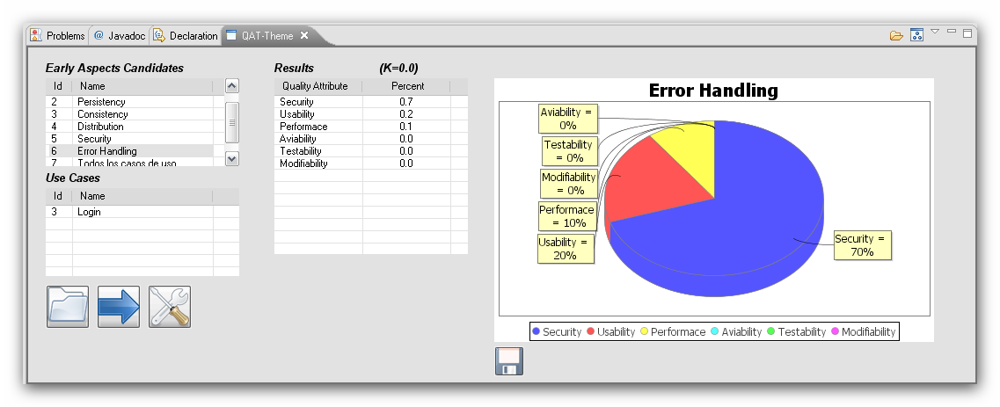 Problems @ Javadoc Declaration QAT-Theme
Early Aspects Candidates
Id Name
2 Persistency
3 Consistency
4 Distribution
5 Security
6 Error Handling
7 Todos los casos de uso
Use Cases
Id Name
3 Login
Results (K=0.0)
Quality Attribute Percent
Security 0.7
Usability 0.2
Performace 0.1
Aviability 0.0
Testability 0.0
Modifiability 0.0
Error Handling
Aviability =
0%
Testability
= 0%
Modifiability
= 0%
Performace
= 10%
Usability =
20%
Security =
70%
Security Usability Performace Aviability Testability Modifiability